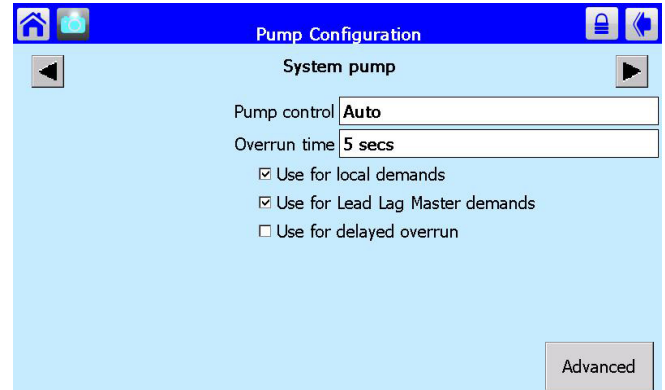 Pump Configuration
System pump
Pump control Auto
Overrun time 5 secs
Use for local demands
Use for Lead Lag Master demands
Use for delayed overrun
Advanced